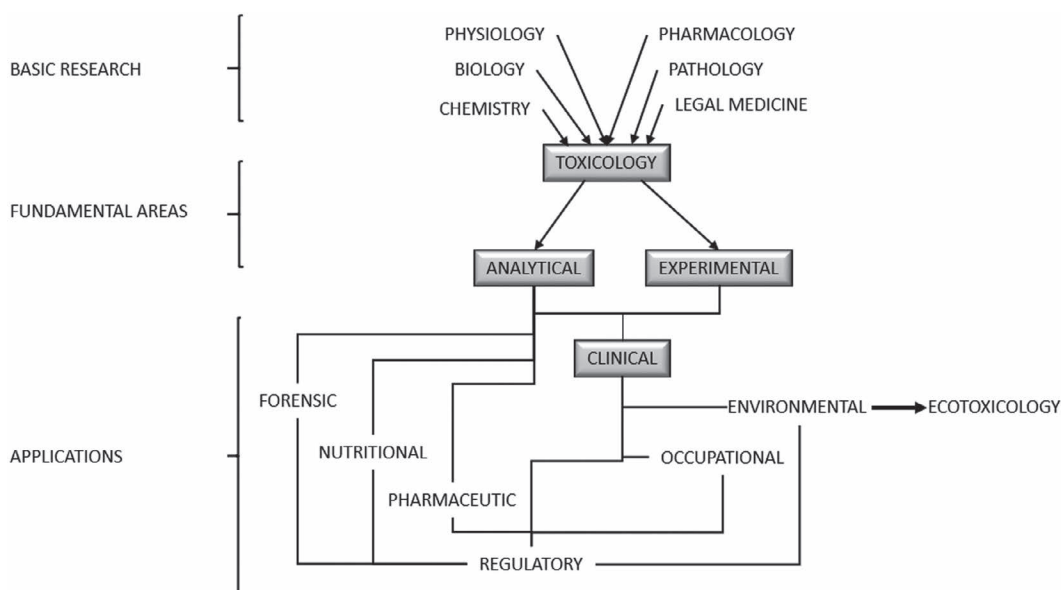 PHYSIOLOGY
PHARMACOLOGY
BASIC RESEARCH
BIOLOGY
PATHOLOGY
CHEMISTRY
LEGAL MEDICINE
TOXICOLOGY
FUNDAMENTAL AREAS
ANALYTICAL
EXPERIMENTAL
CLINICAL
FORENSIC
ENVIRONMENTAL
ECOTOXICOLOGY
NUTRITIONAL
APPLICATIONS
OCCUPATIONAL
PHARMACEUTIC
REGULATORY